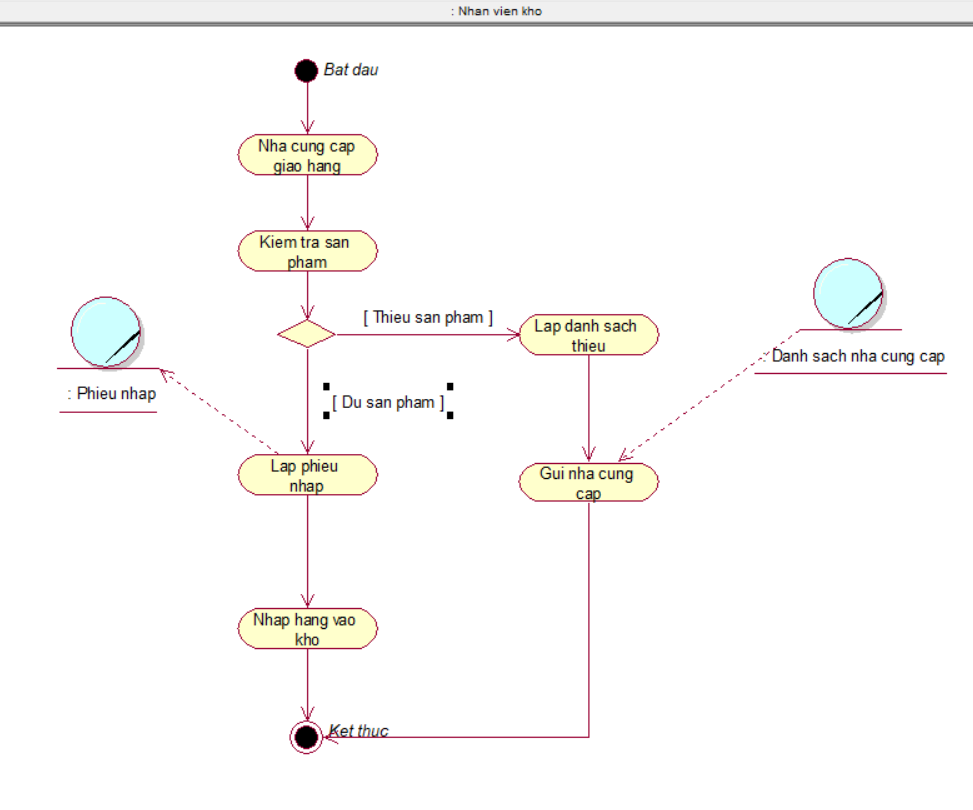 : Nhan vien kho
Bat dau
Nha cung cap
giao hang
Kiem tra san
pham
[ Thieu san pham ]
Lap danh sach
thieu
: Danh sach nha cung cap
: Phieu nhap
[ Du san pham ]
Lap phieu
nhap
Gui nha cung
cap
Nhap hang vao
kho
Ket thuc